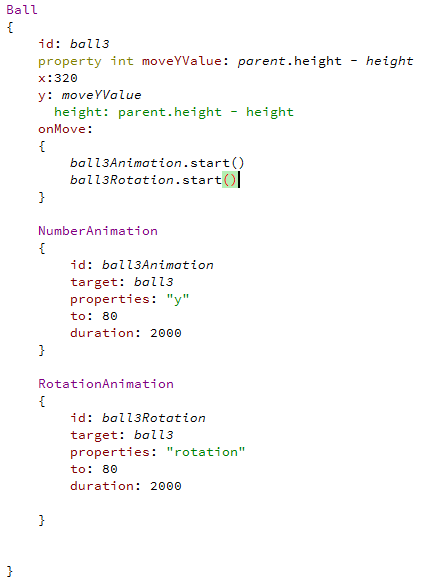 Ball
{
    id: ball3
    property int moveYValue: parent.height - height
    x:320
    y: moveYValue
      height: parent.height - height
    onMove:
    {
        ball3Animation.start()
        ball3Rotation.start()
    }

    NumberAnimation
    {
        id: ball3Animation
        target: ball3
        properties: "y"
        to: 80
        duration: 2000
    }

    RotationAnimation
    {
        id: ball3Rotation
        target: ball3
        properties: "rotation"
        to: 80
        duration: 2000

    }


}